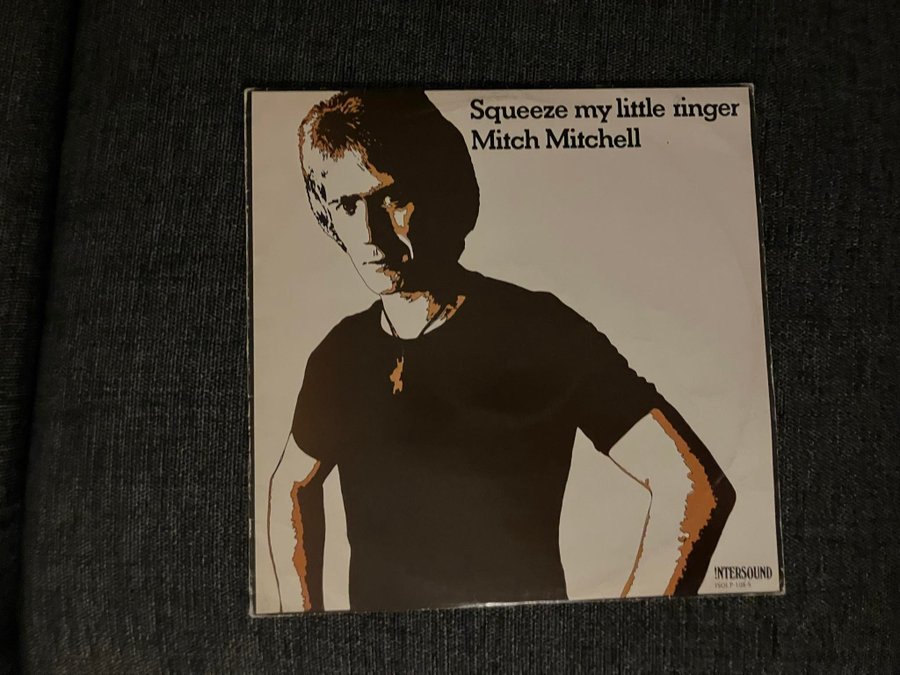 Squeeze my little ringer
Mitch Mitchell
INTERSOUND